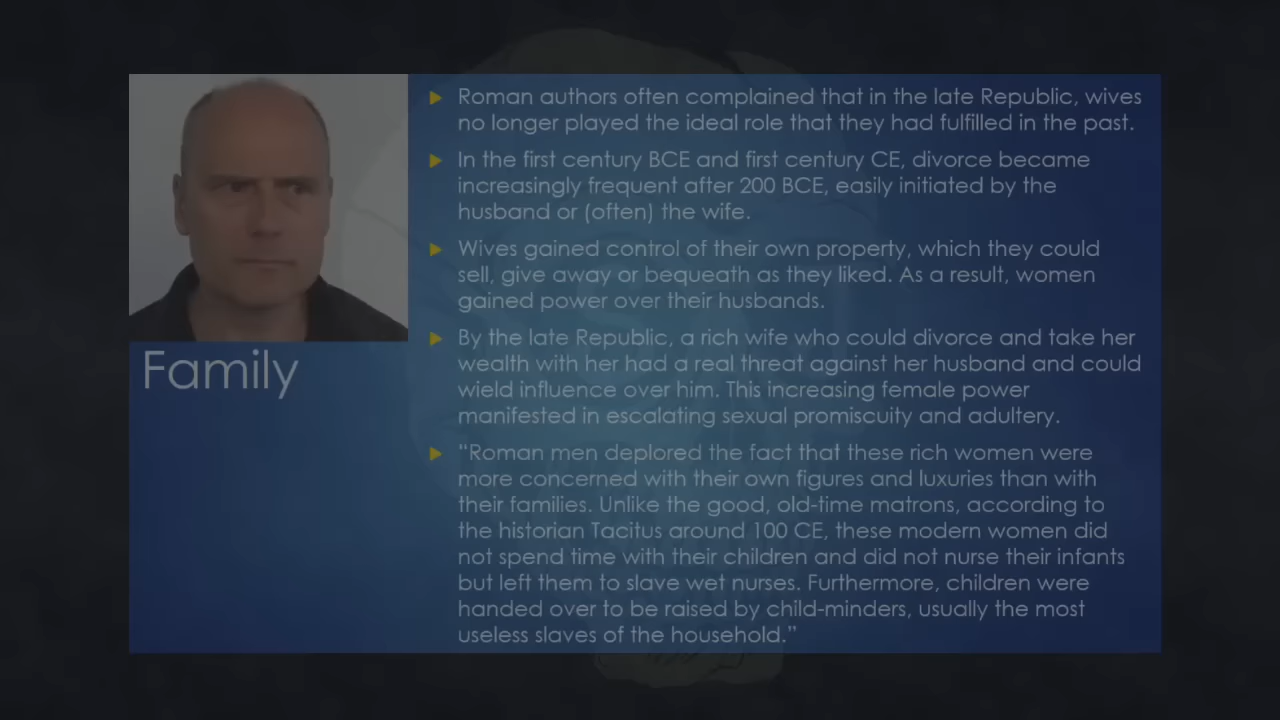 Roman authors often complained that in the late Republic, wives
no longer played the ideal role that they had fulfilled in the past.
In the first century BCE and first century CE, divorce became
increasingly frequent after 200 BCE, easily initiated by the
husband or (often) the wife.
Wives gained control of their own property, which they could
sell, give away or bequeath as they liked. As a result, women
gained power over their husbands.
By the late Republic, a rich wife who could divorce and take her
wealth with her had a real threat against her husband and could
wield influence over him. This increasing female power
manifested in escalating sexual promiscuity and adultery.
“Roman men deplored the fact that these rich women were
more concerned with their own figures and luxuries than with
their families. Unlike the good, old-time matrons, according to
the historian Tacitus around 100 CE, these modern women did
not spend time with their children and did not nurse their infants
but left them to slave wet nurses. Furthermore, children were
handed over to be raised by child-minders, usually the most
useless slaves of the household.”
Family